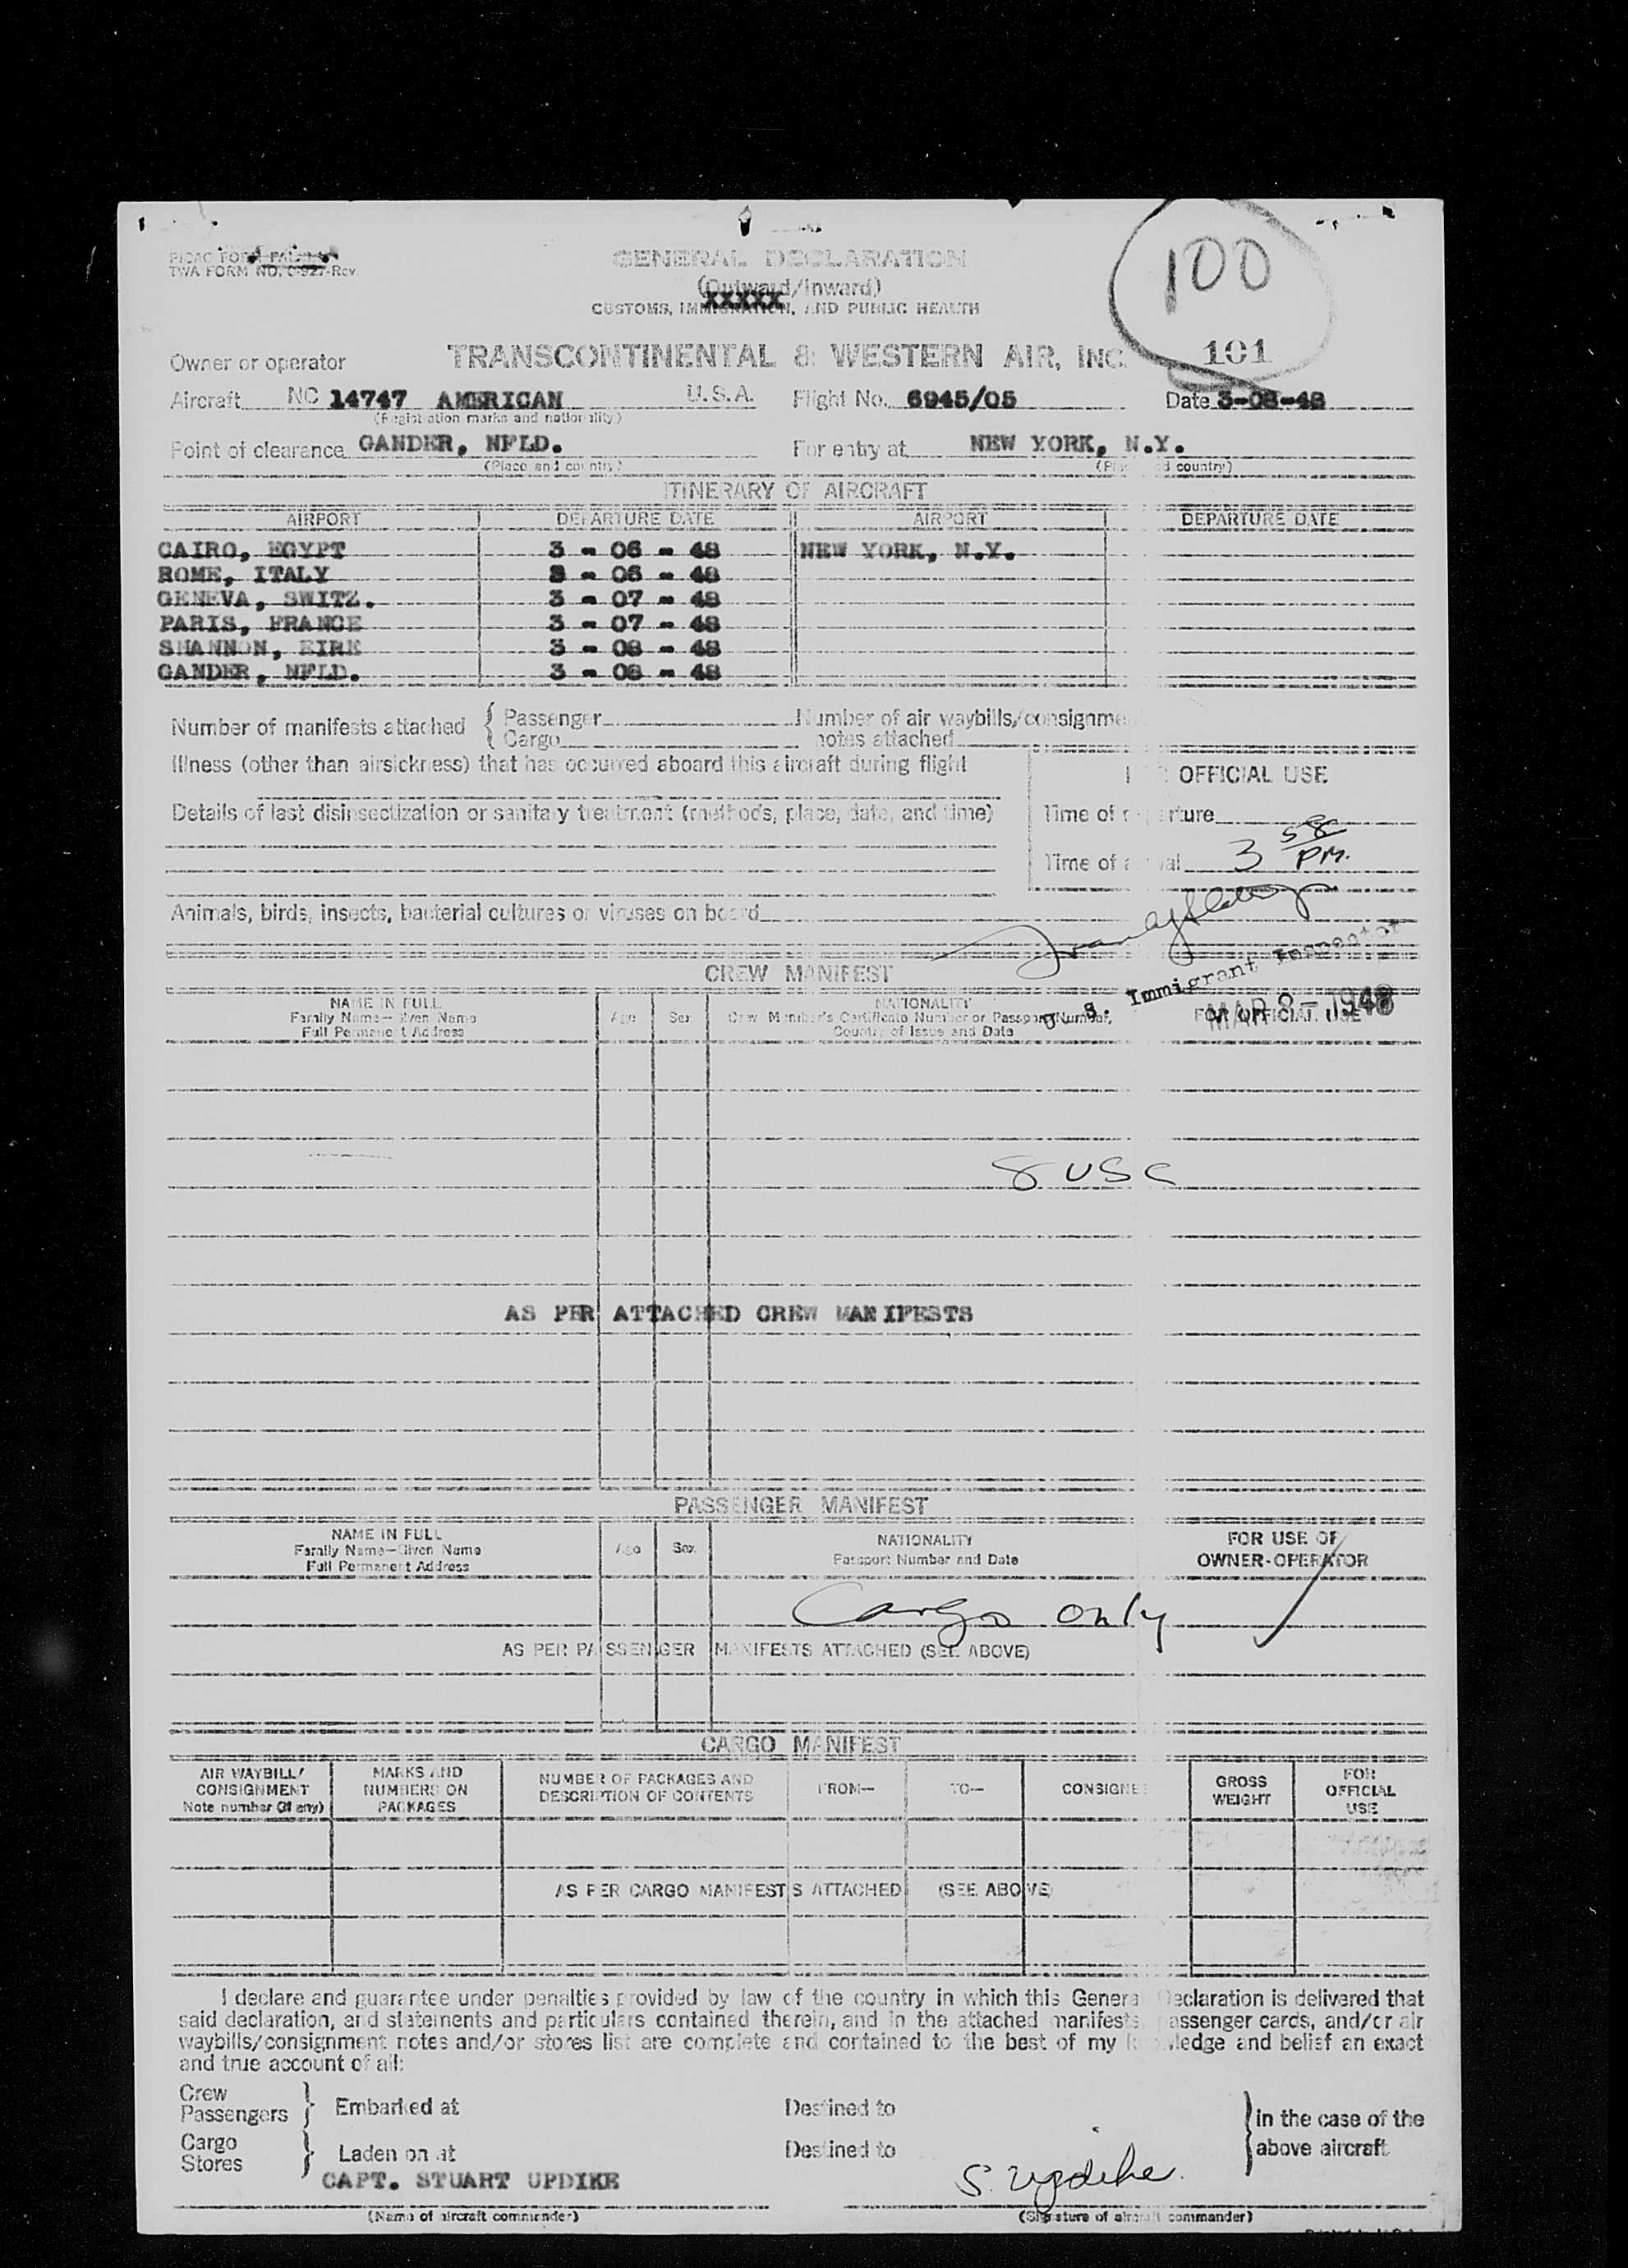 TWA FORM NO. C-927-Rev.
GENERAL DECLARATION
(Outward/Inward)
XXXXX
CUSTOMS, IMMIGRATION, AND PUBLIC HEALTH
100
101
Owner or operator TRANSCONTINENTAL & WESTERN AIR, INC.
Aircraft NC 14747 AMERICAN U.S.A. Flight No. 6945/05 Date 3-08-48
(Registration marks and nationality)
Point of clearance GANDER, NFLD. For entry at NEW YORK, N.Y.
(Place and country) (Place and country)
ITINERARY OF AIRCRAFT
AIRPORT DEPARTURE DATE AIRPORT DEPARTURE DATE
CAIRO, EGYPT 3 - 06 - 48 NEW YORK, N.Y.
ROME, ITALY 3 - 06 - 48
GENEVA, SWITZ. 3 - 07 - 48
PARIS, FRANCE 3 - 07 - 48
SHANNON, EIRE 3 - 08 - 48
GANDER, NFLD. 3 - 08 - 48
Number of manifests attached { Passenger Number of air waybills/consignment
Cargo notes attached
Illness (other than airsickness) that has occurred aboard this aircraft during flight
OFFICIAL USE
Details of last disinsectization or sanitary treatment (methods, place, date, and time) Time of departure
Time of arrival 3 58 PM.
Animals, birds, insects, bacterial cultures or viruses on board
U. S. Immigrant Inspector
CREW MANIFEST
MAR 8 - 1948
NAME IN FULL
Family Name—Given Name
Full Permanent Address
Age Sex
NATIONALITY
Crew Member's Certificate Number or Passport Number,
Country of Issue and Date
FOR OFFICIAL USE
8 USC
AS PER ATTACHED CREW MANIFESTS
PASSENGER MANIFEST
NAME IN FULL
Family Name—Given Name
Full Permanent Address
Age Sex
NATIONALITY
Passport Number and Date
FOR USE OF
OWNER-OPERATOR
Cargo only
AS PER PASSENGER MANIFESTS ATTACHED (SEE ABOVE)
CARGO MANIFEST
AIR WAYBILL/
CONSIGNMENT
Note number (if any)
MARKS AND
NUMBERS ON
PACKAGES
NUMBER OF PACKAGES AND
DESCRIPTION OF CONTENTS
FROM—
TO—
CONSIGNEE
GROSS
WEIGHT
FOR
OFFICIAL
USE
AS PER CARGO MANIFESTS ATTACHED (SEE ABOVE)
I declare and guarantee under penalties provided by law of the country in which this General Declaration is delivered that
said declaration, and statements and particulars contained therein, and in the attached manifests, passenger cards, and/or air
waybills/consignment notes and/or stores list are complete and contained to the best of my knowledge and belief an exact
and true account of all:
Crew
Passengers } Embarked at Destined to } in the case of the
Cargo
Stores } Laden on at Destined to above aircraft
CAPT. STUART UPDIKE S. Updike.
(Name of aircraft commander) (Signature of aircraft commander)